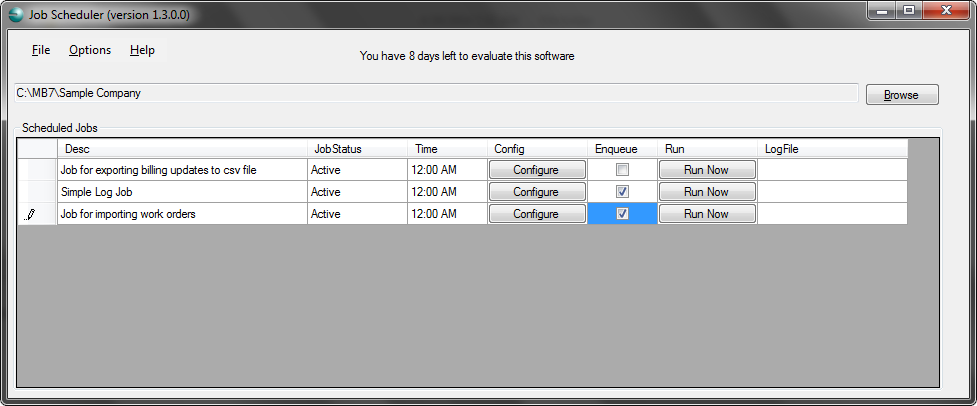 Job Scheduler (version 1.3.0.0)
File Options Help
You have 8 days left to evaluate this software
C:\MB7\Sample Company
Browse
Scheduled Jobs
Desc JobStatus Time Config Enqueue Run LogFile
Job for exporting billing updates to csv file Active 12:00 AM Configure Run Now
Simple Log Job Active 12:00 AM Configure Run Now
Job for importing work orders Active 12:00 AM Configure Run Now